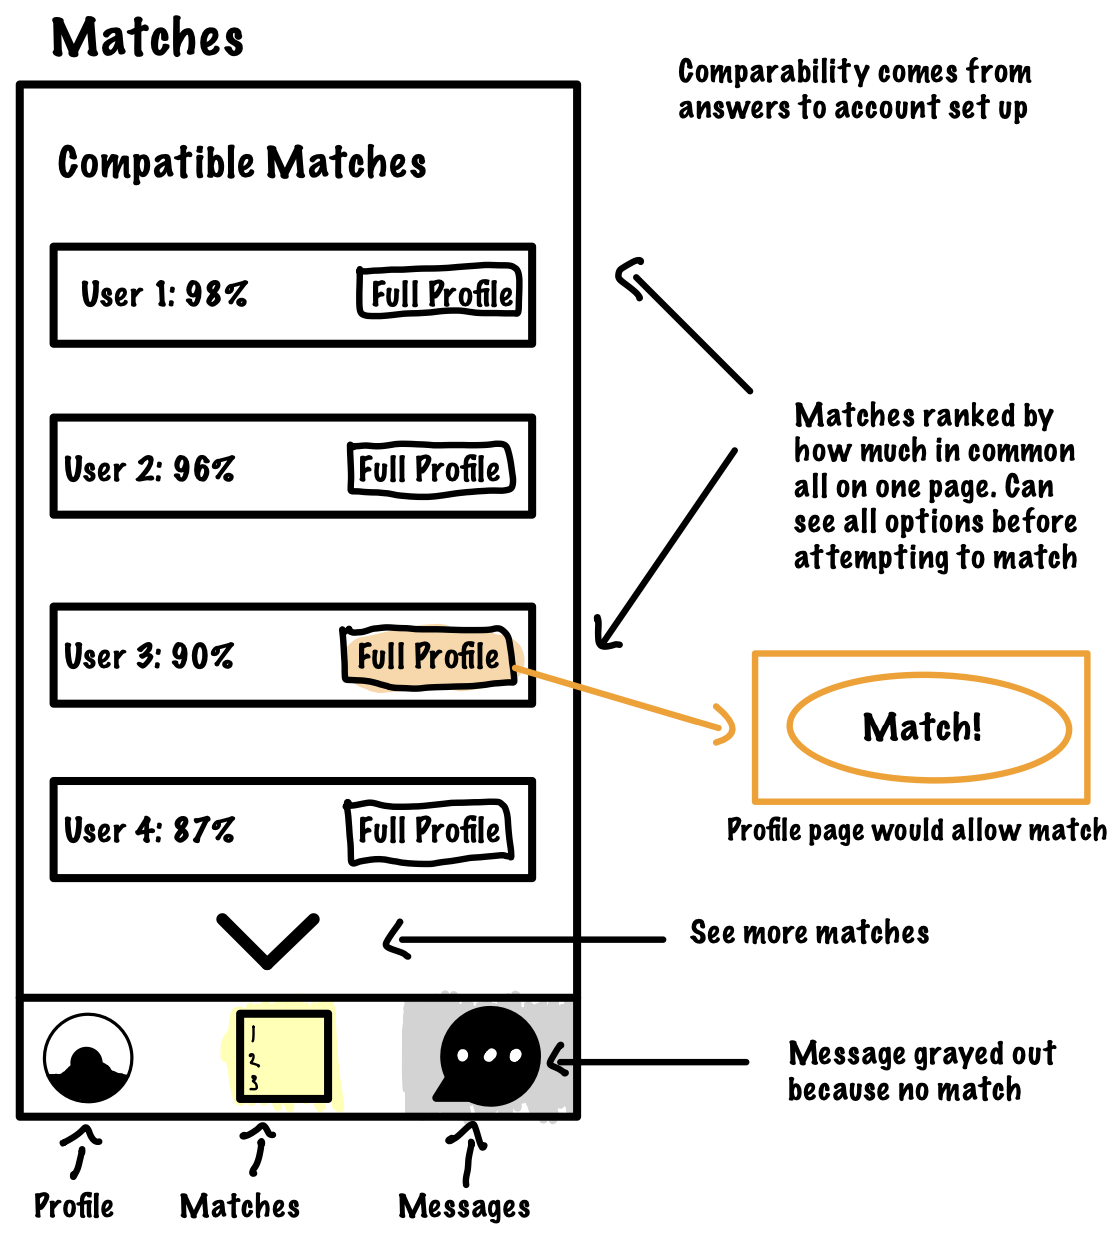 Matches
Comparability comes from
answers to account set up
Compatible Matches
User 1: 98%
Full Profile
User 2: 96%
Full Profile
Matches ranked by
how much in common
all on one page. Can
see all options before
attempting to match
User 3: 90%
Full Profile
Match!
Profile page would allow match
User 4: 87%
Full Profile
See more matches
1
2
3
Message grayed out
because no match
Profile
Matches
Messages